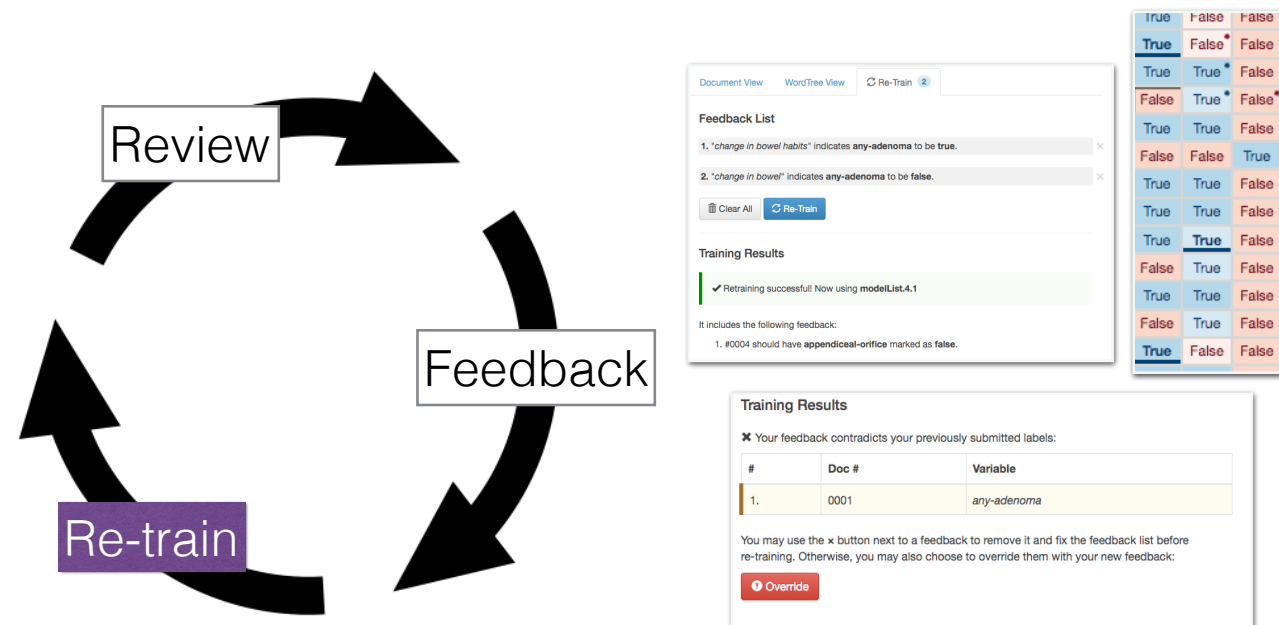 Review
Feedback
Re-train
Document View WordTree View Re-Train 2
Feedback List
1. "change in bowel habits" indicates any-adenoma to be true. ×
2. "change in bowel" indicates any-adenoma to be false. ×
Clear All Re-Train
Training Results
✔ Retraining successful! Now using modelList.4.1
It includes the following feedback:
1. #0004 should have appendiceal-orifice marked as false.
True False False
True False* False
True True* False
False True* False*
True True False
False False True
True True False
True True False
True True False
False True False
True True False
False True False
True False False
Training Results
✖ Your feedback contradicts your previously submitted labels:
# Doc # Variable
1. 0001 any-adenoma
You may use the × button next to a feedback to remove it and fix the feedback list before
re-training. Otherwise, you may also choose to override them with your new feedback:
Override